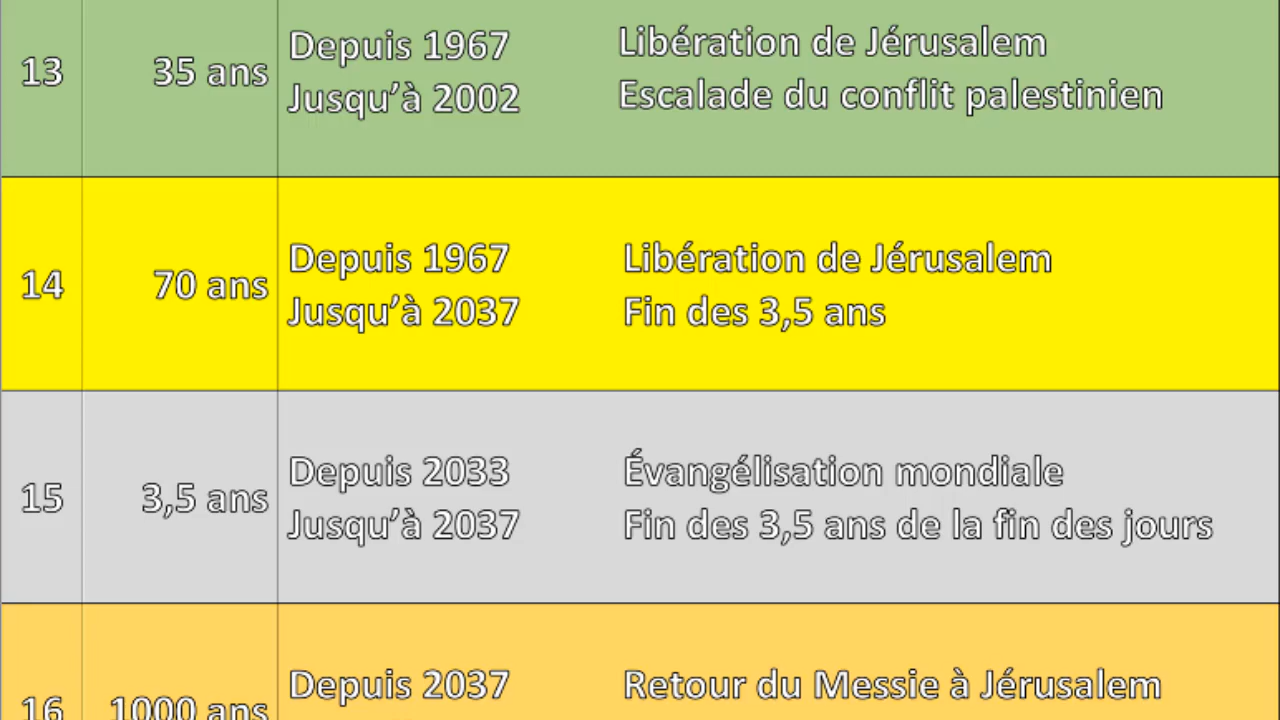 13
35 ans
Depuis 1967
Jusqu’à 2002
Libération de Jérusalem
Escalade du conflit palestinien
14
70 ans
Depuis 1967
Jusqu’à 2037
Libération de Jérusalem
Fin des 3,5 ans
15
3,5 ans
Depuis 2033
Jusqu’à 2037
Évangélisation mondiale
Fin des 3,5 ans de la fin des jours
16
1000 ans
Depuis 2037
Retour du Messie à Jérusalem